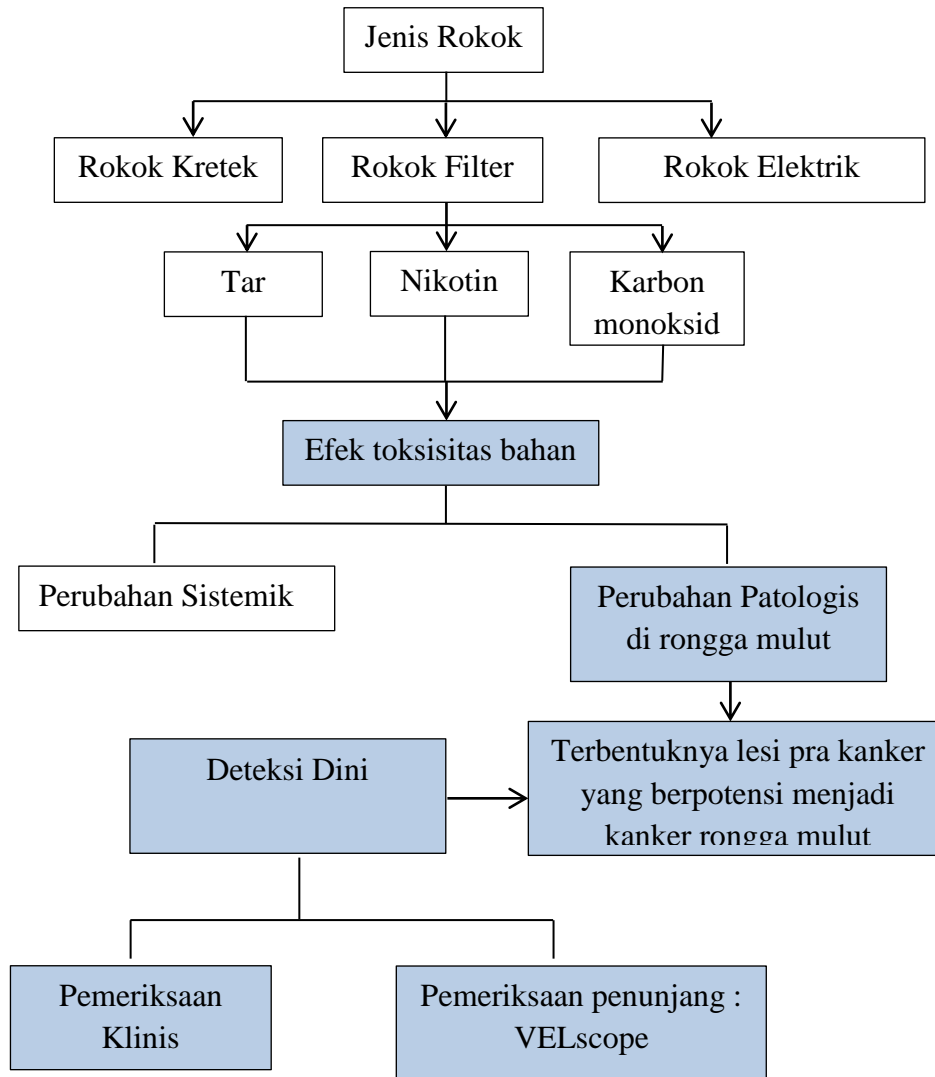 Jenis Rokok
Rokok Kretek
Rokok Filter
Rokok Elektrik
Tar
Nikotin
Karbon
monoksid
Efek toksisitas bahan
Perubahan Sistemik
Perubahan Patologis
di rongga mulut
Deteksi Dini
Terbentuknya lesi pra kanker
yang berpotensi menjadi
kanker rongga mulut
Pemeriksaan
Klinis
Pemeriksaan penunjang :
VELscope